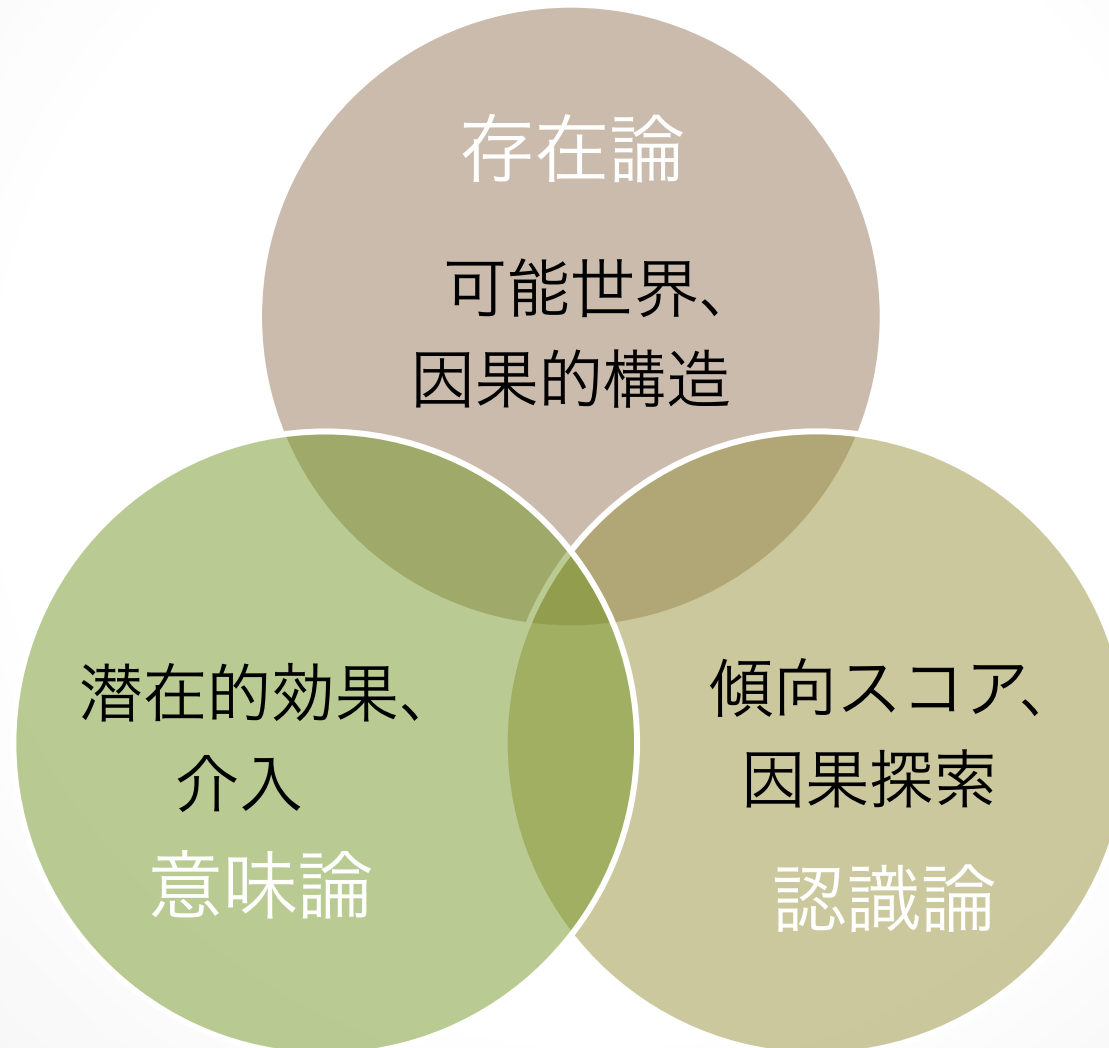 存在論
可能世界、
因果的構造
潜在的効果、
介入
意味論
傾向スコア、
因果探索
認識論